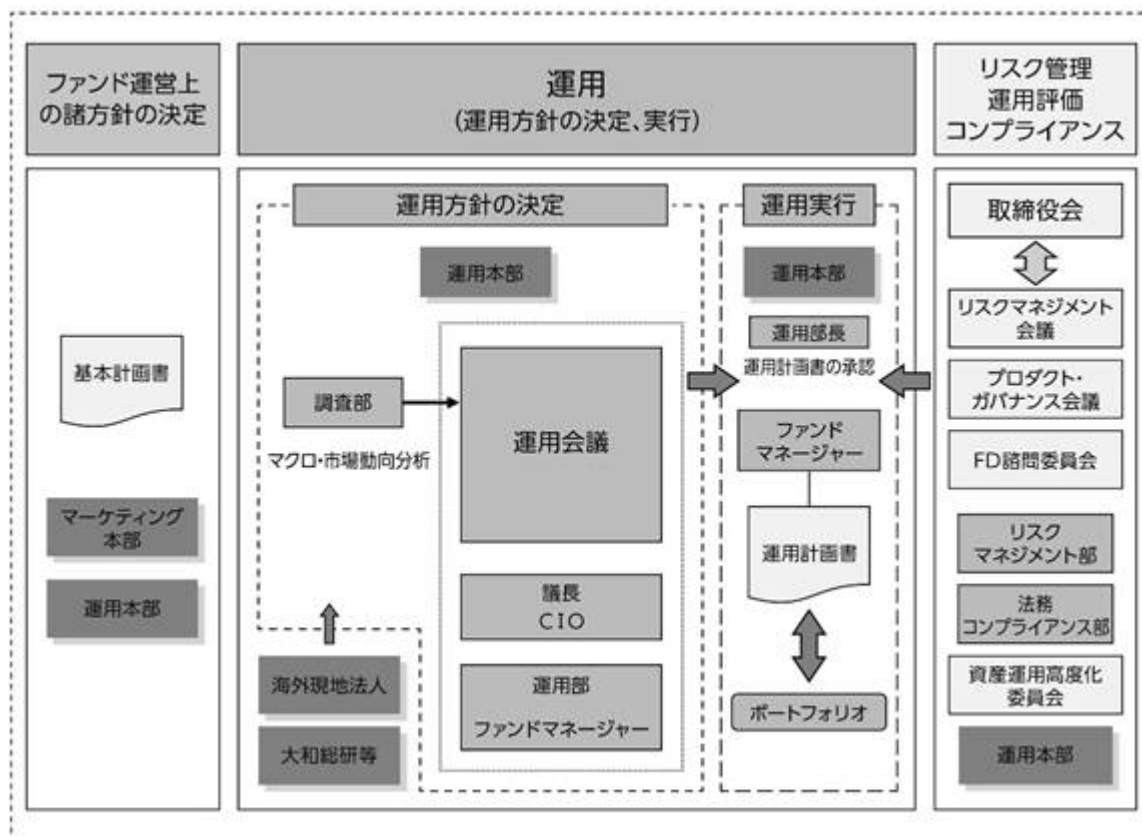 ファンド運営上
の諸方針の決定
運用
(運用方針の決定、実行)
リスク管理
運用評価
コンプライアンス
基本計画書
マーケティング
本部
運用本部
運用方針の決定
運用本部
調査部
マクロ・市場動向分析
運用会議
議長
CIO
運用部
ファンドマネージャー
海外現地法人
大和総研等
運用実行
運用本部
運用部長
運用計画書の承認
ファンド
マネージャー
運用計画書
ポートフォリオ
取締役会
リスクマネジメント
会議
プロダクト・
ガバナンス会議
FD諮問委員会
リスク
マネジメント部
法務
コンプライアンス部
資産運用高度化
委員会
運用本部